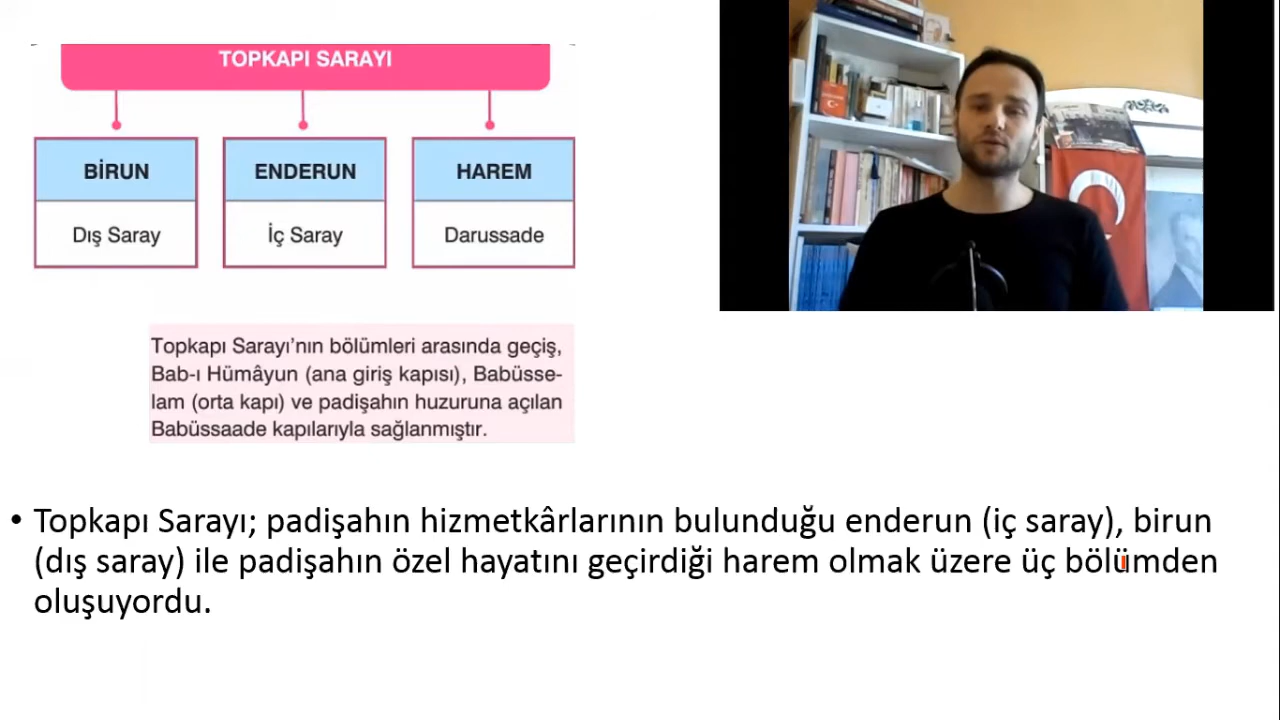 TOPKAPI SARAYI
BİRUN
Dış Saray
ENDERUN
İç Saray
HAREM
Darussade
Topkapı Sarayı'nın bölümleri arasında geçiş,
Bab-ı Hümâyun (ana giriş kapısı), Babüsse-
lam (orta kapı) ve padişahın huzuruna açılan
Babüssaade kapılarıyla sağlanmıştır.
• Topkapı Sarayı; padişahın hizmetkârlarının bulunduğu enderun (iç saray), birun
(dış saray) ile padişahın özel hayatını geçirdiği harem olmak üzere üç bölümden
oluşuyordu.